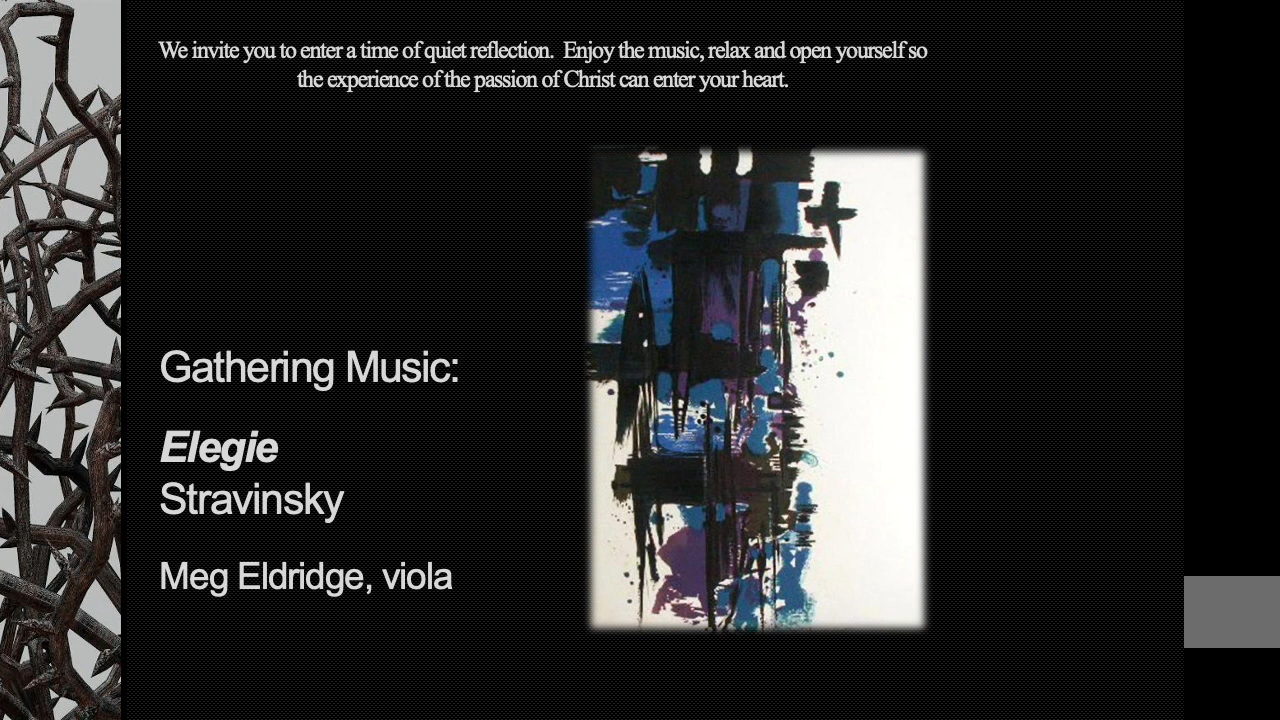 We invite you to enter a time of quiet reflection.  Enjoy the music, relax and open yourself so
the experience of the passion of Christ can enter your heart.
Gathering Music:
Elegie
Stravinsky
Meg Eldridge, viola